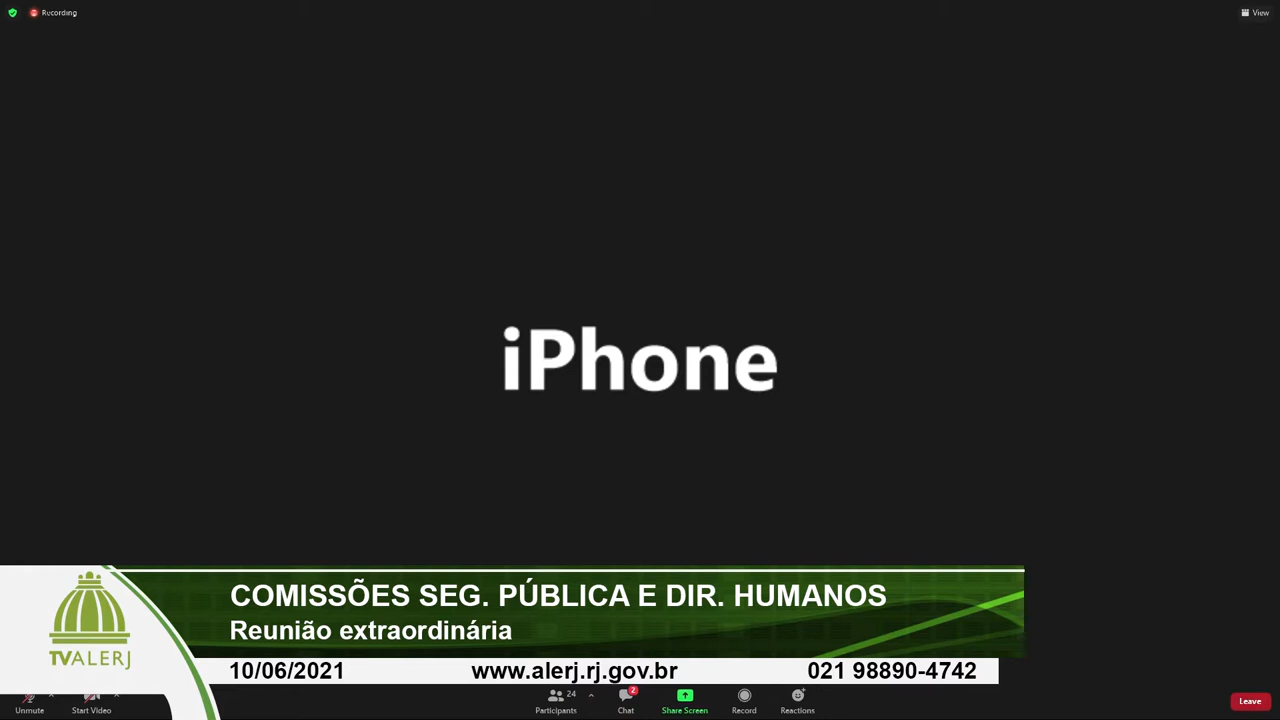 Recording
View
iPhone
COMISSÕES SEG. PÚBLICA E DIR. HUMANOS
Reunião extraordinária
TVALERJ
10/06/2021 www.alerj.rj.gov.br 021 98890-4742
24
2
Unmute Start Video Participants Chat Share Screen Record Reactions Leave